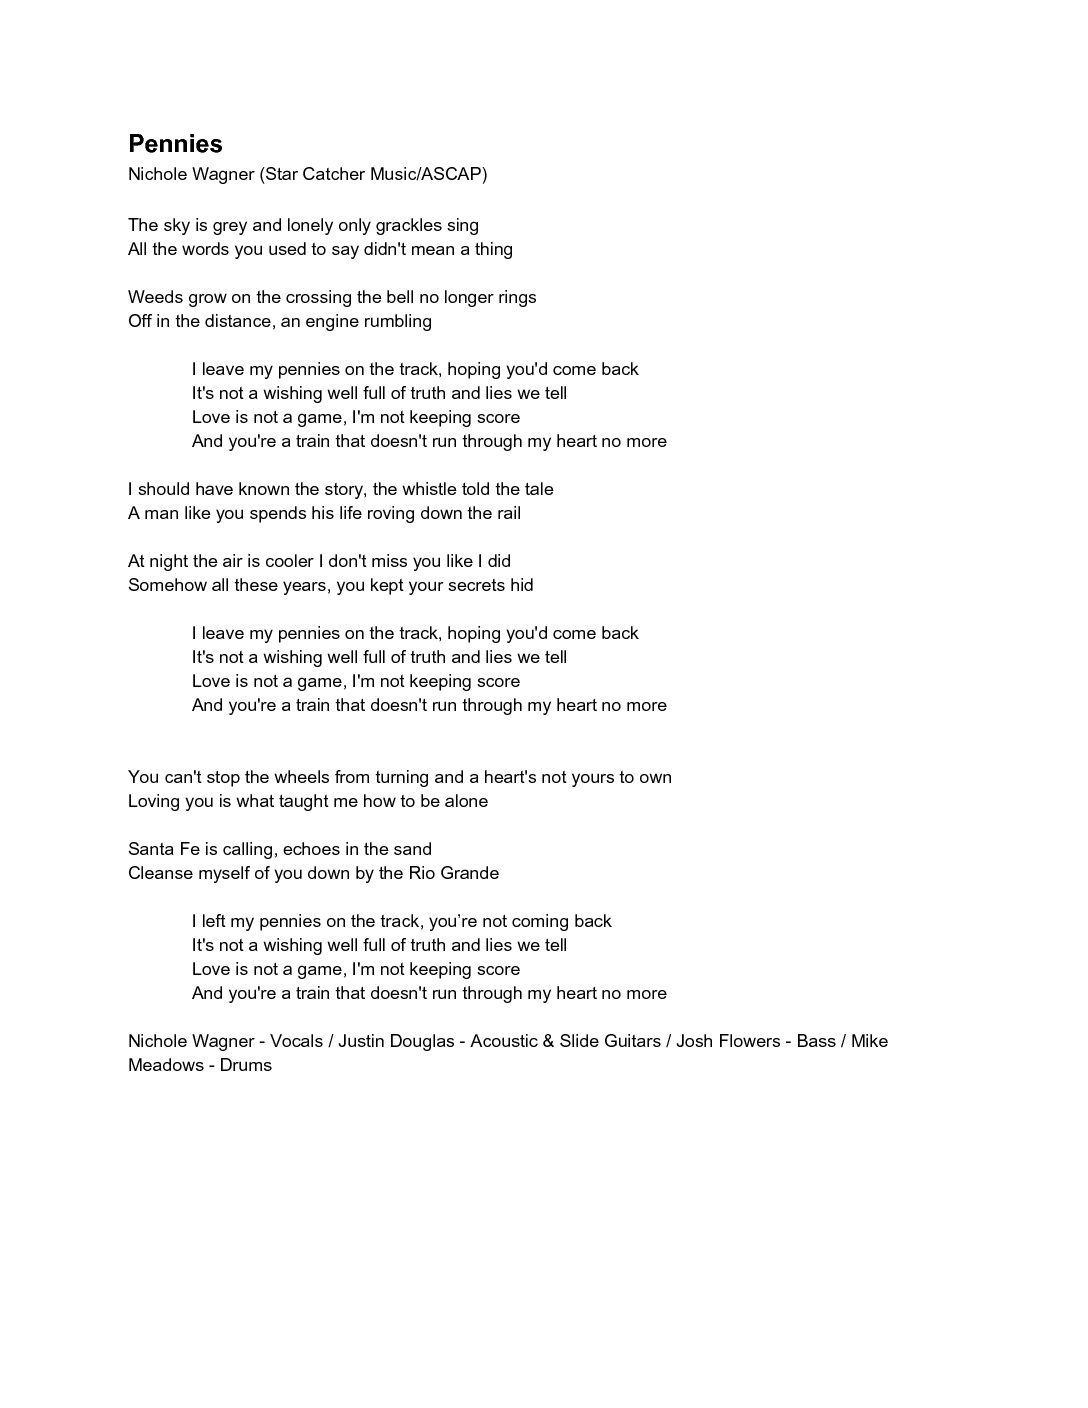 Pennies
Nichole Wagner (Star Catcher Music/ASCAP)
The sky is grey and lonely only grackles sing
All the words you used to say didn't mean a thing
Weeds grow on the crossing the bell no longer rings
Off in the distance, an engine rumbling
I leave my pennies on the track, hoping you'd come back
It's not a wishing well full of truth and lies we tell
Love is not a game, I'm not keeping score
And you're a train that doesn't run through my heart no more
I should have known the story, the whistle told the tale
A man like you spends his life roving down the rail
At night the air is cooler I don't miss you like I did
Somehow all these years, you kept your secrets hid
I leave my pennies on the track, hoping you'd come back
It's not a wishing well full of truth and lies we tell
Love is not a game, I'm not keeping score
And you're a train that doesn't run through my heart no more
You can't stop the wheels from turning and a heart's not yours to own
Loving you is what taught me how to be alone
Santa Fe is calling, echoes in the sand
Cleanse myself of you down by the Rio Grande
I left my pennies on the track, you’re not coming back
It's not a wishing well full of truth and lies we tell
Love is not a game, I'm not keeping score
And you're a train that doesn't run through my heart no more
Nichole Wagner - Vocals / Justin Douglas - Acoustic & Slide Guitars / Josh Flowers - Bass / Mike
Meadows - Drums